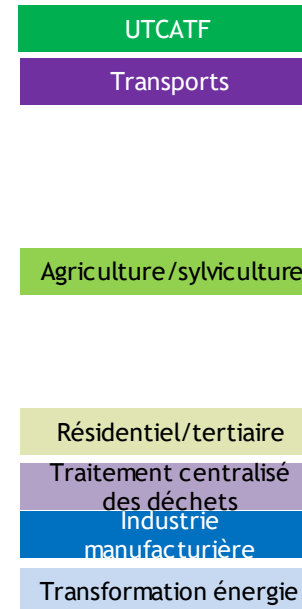 UTCATF
Transports
Agriculture/sylviculture
Résidentiel/tertiaire
Traitement centralisé
des déchets
Industrie
manufacturière
Transformation énergie